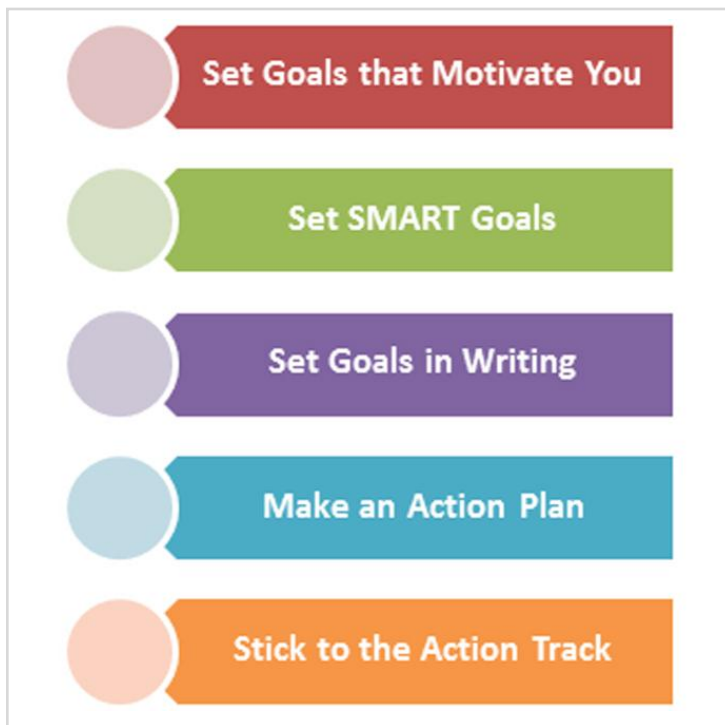 Set Goals that Motivate You
Set SMART Goals
Set Goals in Writing
Make an Action Plan
Stick to the Action Track